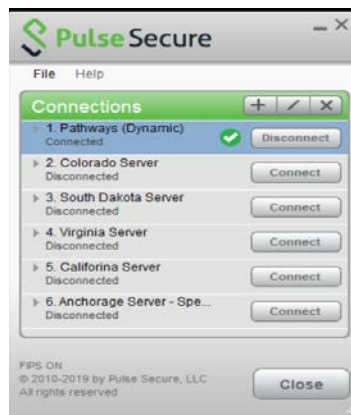 Pulse Secure
File Help
Connections
1. Pathways (Dynamic)
Connected
Disconnect
2. Colorado Server
Disconnected
Connect
3. South Dakota Server
Disconnected
Connect
4. Virginia Server
Disconnected
Connect
5. Califorina Server
Disconnected
Connect
6. Anchorage Server - Spe...
Disconnected
Connect
FIPS ON
© 2010-2019 by Pulse Secure, LLC
All rights reserved
Close